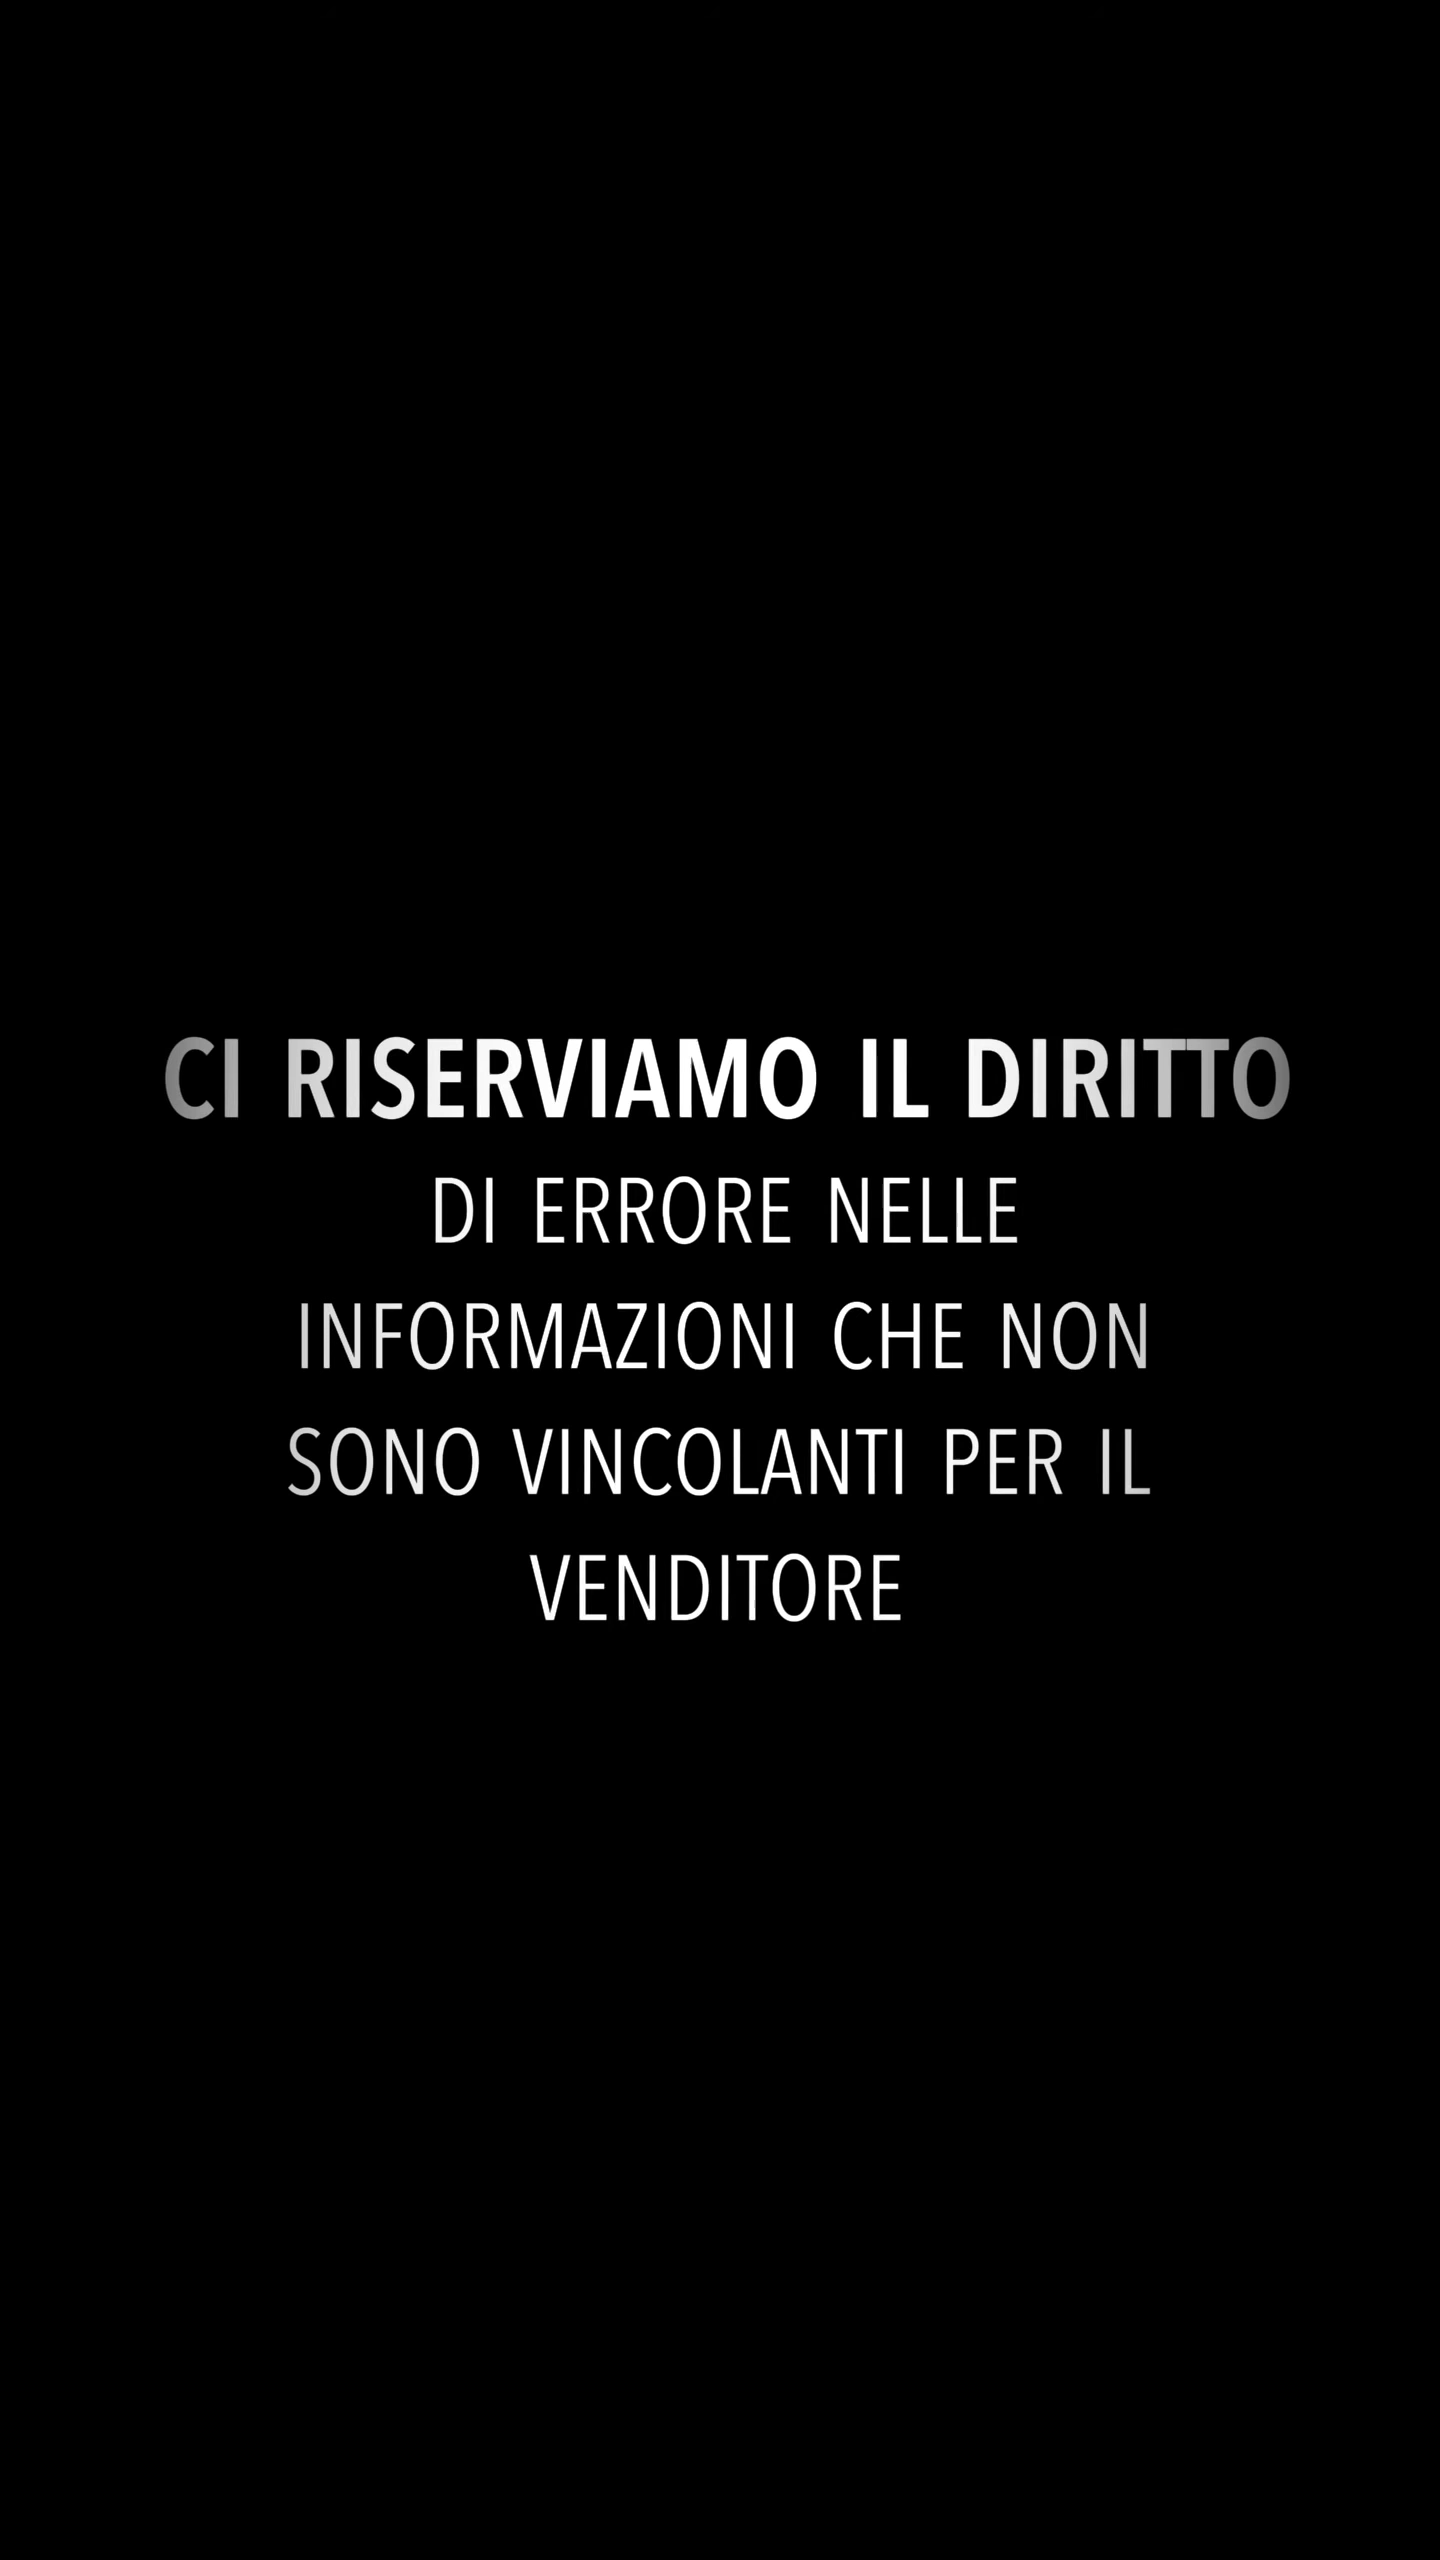 CI RISERVIAMO IL DIRITTO
DI ERRORE NELLE
INFORMAZIONI CHE NON
SONO VINCOLANTI PER IL
VENDITORE